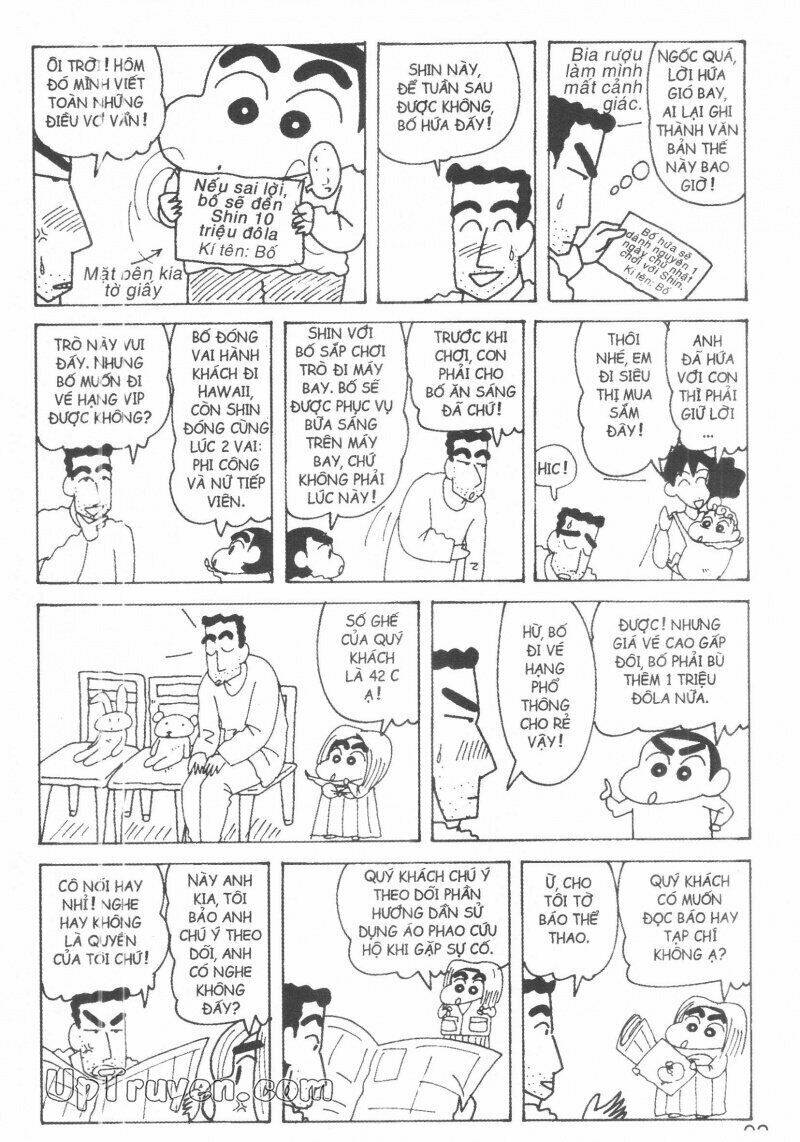 NGỐC QUÁ,
LỜI HỨA
GIÓ BAY,
AI LẠI GHI
THÀNH VĂN
BẢN THẾ
NÀY BAO
GIỜ!
Bia rượu
làm mình
mất cảnh
giác.
Bố hứa sẽ
dành nguyên 1
ngày chủ nhật
chơi với Shin.
Kí tên: Bố
SHIN NÀY,
ĐỂ TUẦN SAU
ĐƯỢC KHÔNG,
BỐ HỨA ĐẤY!
ÔI TRỜI! HÔM
ĐÓ MÌNH VIẾT
TOÀN NHỮNG
ĐIỀU VỚ VẨN!
Nếu sai lời,
bố sẽ đền
Shin 10
triệu đôla
Kí tên: Bố
Mặt bên kia
tờ giấy
ANH
ĐÃ HỨA
VỚI CON
THÌ PHẢI
GIỮ LỜI
...
THÔI
NHÉ, EM
ĐI SIÊU
THỊ MUA
SẮM
ĐÂY!
HIC!
TRƯỚC KHI
CHƠI, CON
PHẢI CHO
BỐ ĂN SÁNG
ĐÃ CHỨ!
SHIN VỚI
BỐ SẮP CHƠI
TRÒ ĐI MÁY
BAY. BỐ SẼ
ĐƯỢC PHỤC VỤ
BỮA SÁNG
TRÊN MÁY
BAY, CHỨ
KHÔNG PHẢI
LÚC NÀY!
BỐ ĐÓNG
VAI HÀNH
KHÁCH ĐI
HAWAII,
CÒN SHIN
ĐÓNG CÙNG
LÚC 2 VAI:
PHI CÔNG
VÀ NỮ TIẾP
VIÊN.
TRÒ NÀY VUI
ĐẤY. NHƯNG
BỐ MUỐN ĐI
VÉ HẠNG VIP
ĐƯỢC KHÔNG?
ĐƯỢC! NHƯNG
GIÁ VÉ CAO GẤP
ĐÔI, BỐ PHẢI BÙ
THÊM 1 TRIỆU
ĐÔLA NỮA.
HỪ, BỐ
ĐI VÉ
HẠNG
PHỔ
THÔNG
CHO RẺ
VẬY!
SỐ GHẾ
CỦA QUÝ
KHÁCH
LÀ 42 C
Ạ!
QUÝ KHÁCH
CÓ MUỐN
ĐỌC BÁO HAY
TẠP CHÍ
KHÔNG Ạ?
Ừ, CHO
TÔI TỜ
BÁO THỂ
THAO.
QUÝ KHÁCH CHÚ Ý
THEO DÕI PHẦN
HƯỚNG DẪN SỬ
DỤNG ÁO PHAO CỨU
HỘ KHI GẶP SỰ CỐ.
NÀY ANH
KIA, TÔI
BẢO ANH
CHÚ Ý THEO
DÕI, ANH
CÓ NGHE
KHÔNG
ĐẤY?
CÔ NÓI HAY
NHỈ! NGHE
HAY KHÔNG
LÀ QUYỀN
CỦA TÔI CHỨ!
UpTruyen.com